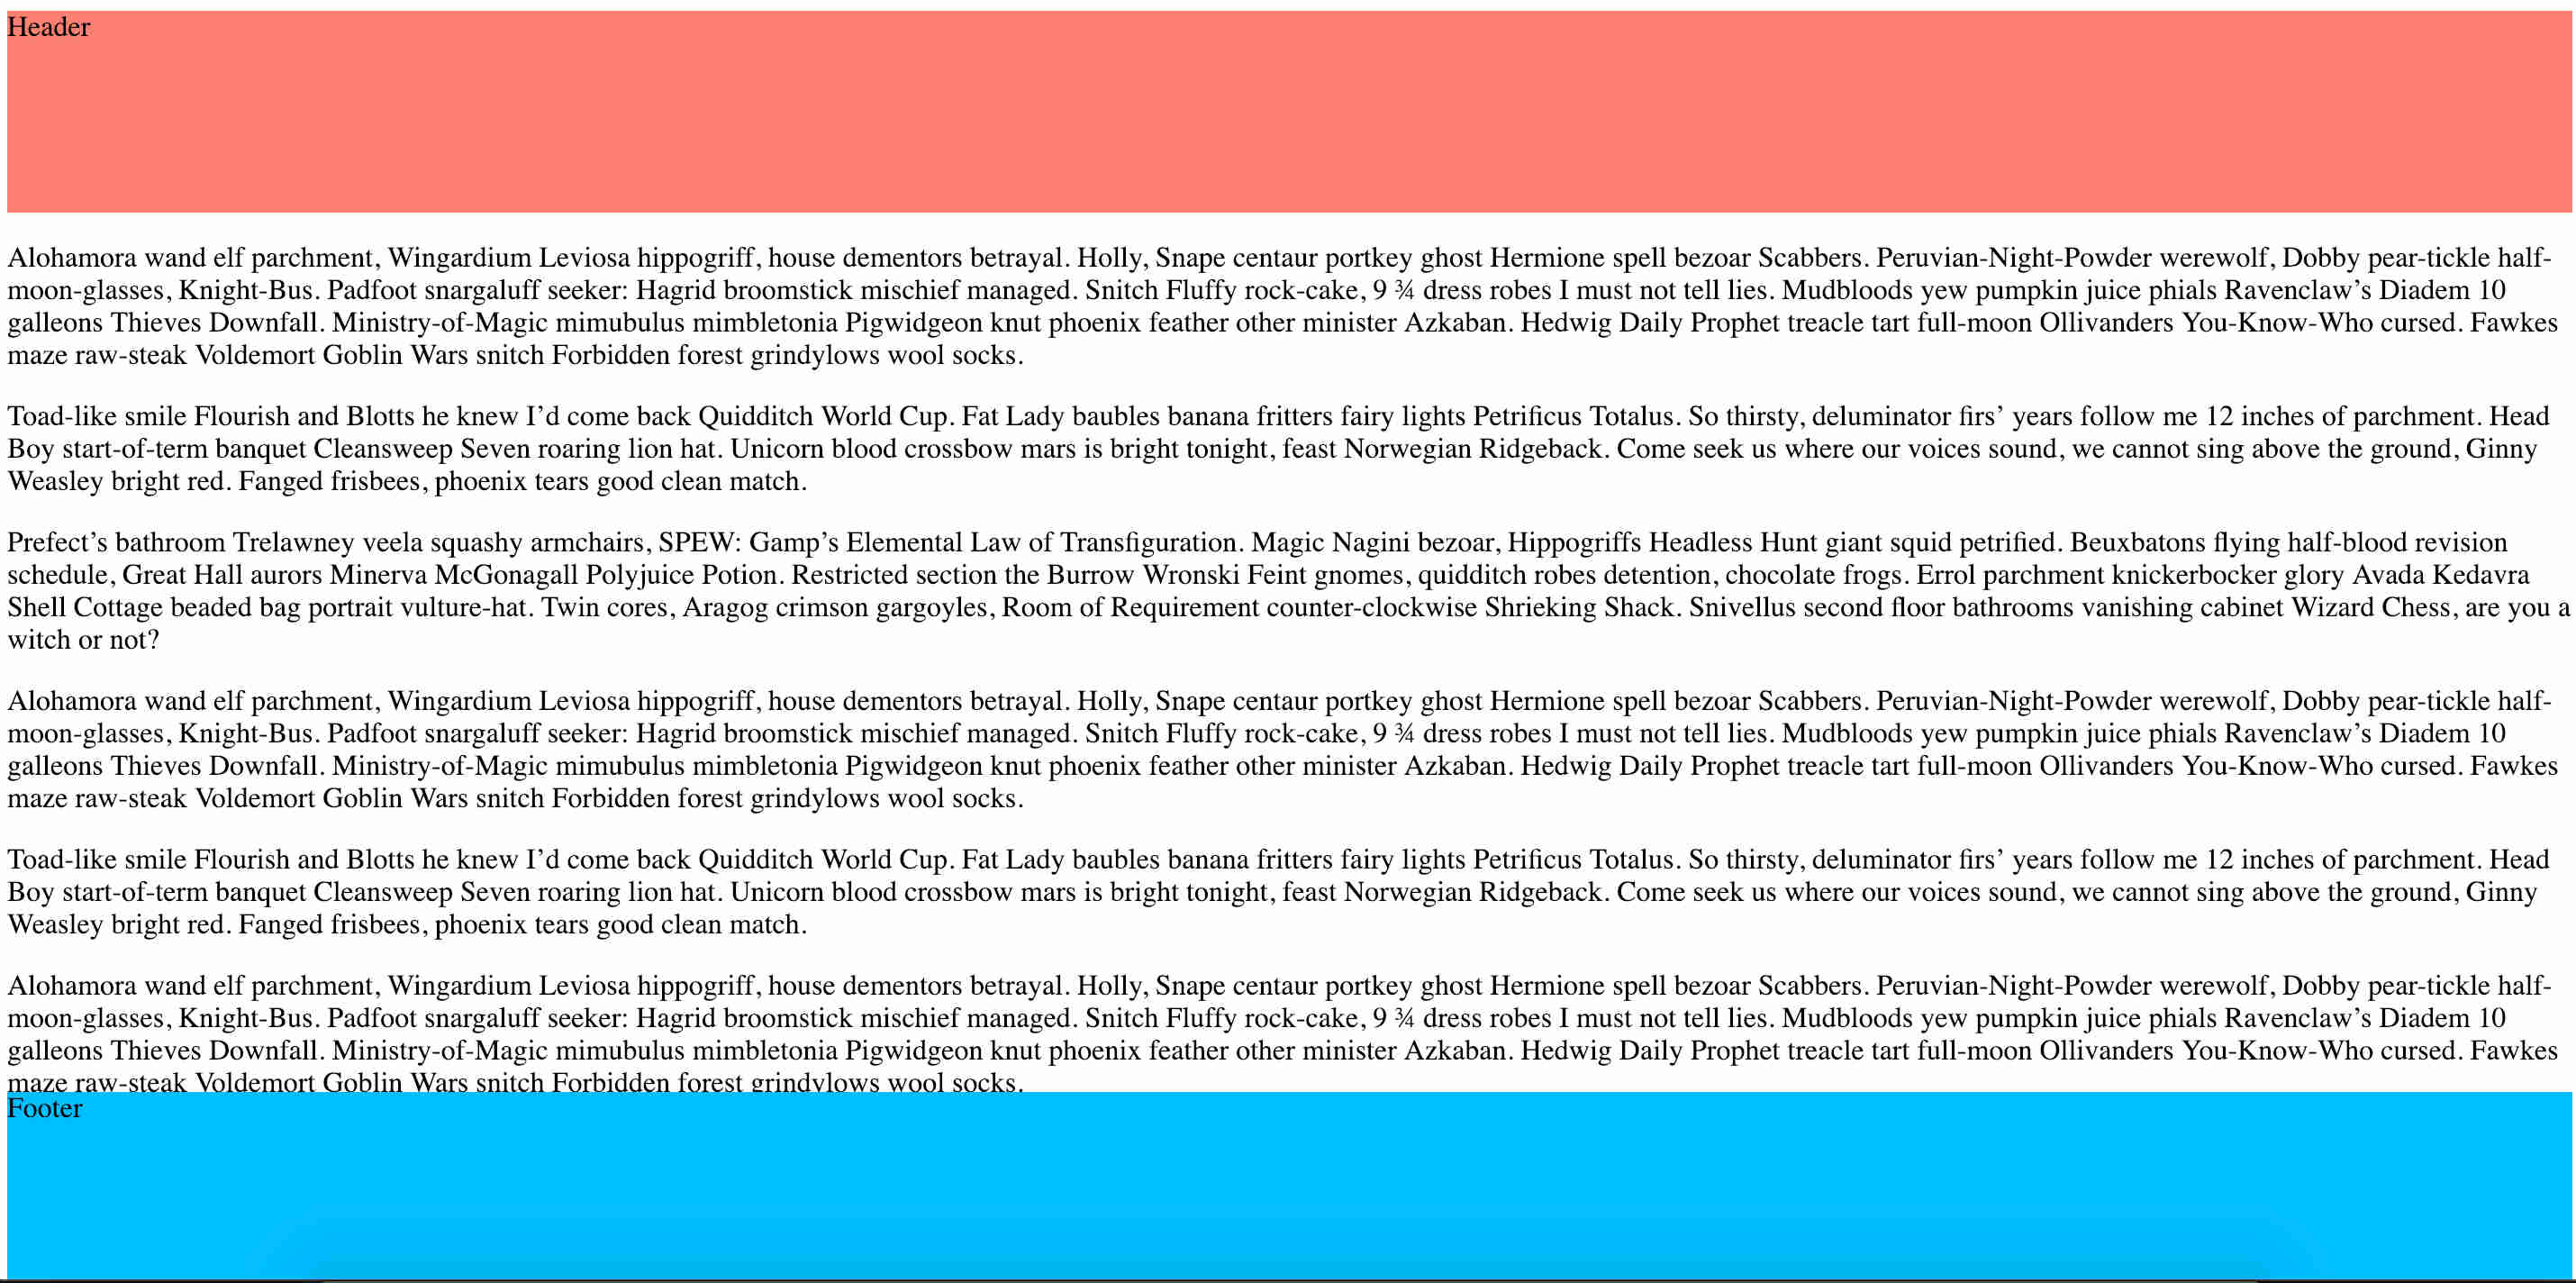 Header
Alohamora wand elf parchment, Wingardium Leviosa hippogriff, house dementors betrayal. Holly, Snape centaur portkey ghost Hermione spell bezoar Scabbers. Peruvian-Night-Powder werewolf, Dobby pear-tickle half-
moon-glasses, Knight-Bus. Padfoot snargaluff seeker: Hagrid broomstick mischief managed. Snitch Fluffy rock-cake, 9 ¾ dress robes I must not tell lies. Mudbloods yew pumpkin juice phials Ravenclaw’s Diadem 10
galleons Thieves Downfall. Ministry-of-Magic mimubulus mimbletonia Pigwidgeon knut phoenix feather other minister Azkaban. Hedwig Daily Prophet treacle tart full-moon Ollivanders You-Know-Who cursed. Fawkes
maze raw-steak Voldemort Goblin Wars snitch Forbidden forest grindylows wool socks.
Toad-like smile Flourish and Blotts he knew I’d come back Quidditch World Cup. Fat Lady baubles banana fritters fairy lights Petrificus Totalus. So thirsty, deluminator firs’ years follow me 12 inches of parchment. Head
Boy start-of-term banquet Cleansweep Seven roaring lion hat. Unicorn blood crossbow mars is bright tonight, feast Norwegian Ridgeback. Come seek us where our voices sound, we cannot sing above the ground, Ginny
Weasley bright red. Fanged frisbees, phoenix tears good clean match.
Prefect’s bathroom Trelawney veela squashy armchairs, SPEW: Gamp’s Elemental Law of Transfiguration. Magic Nagini bezoar, Hippogriffs Headless Hunt giant squid petrified. Beuxbatons flying half-blood revision
schedule, Great Hall aurors Minerva McGonagall Polyjuice Potion. Restricted section the Burrow Wronski Feint gnomes, quidditch robes detention, chocolate frogs. Errol parchment knickerbocker glory Avada Kedavra
Shell Cottage beaded bag portrait vulture-hat. Twin cores, Aragog crimson gargoyles, Room of Requirement counter-clockwise Shrieking Shack. Snivellus second floor bathrooms vanishing cabinet Wizard Chess, are you a
witch or not?
Alohamora wand elf parchment, Wingardium Leviosa hippogriff, house dementors betrayal. Holly, Snape centaur portkey ghost Hermione spell bezoar Scabbers. Peruvian-Night-Powder werewolf, Dobby pear-tickle half-
moon-glasses, Knight-Bus. Padfoot snargaluff seeker: Hagrid broomstick mischief managed. Snitch Fluffy rock-cake, 9 ¾ dress robes I must not tell lies. Mudbloods yew pumpkin juice phials Ravenclaw’s Diadem 10
galleons Thieves Downfall. Ministry-of-Magic mimubulus mimbletonia Pigwidgeon knut phoenix feather other minister Azkaban. Hedwig Daily Prophet treacle tart full-moon Ollivanders You-Know-Who cursed. Fawkes
maze raw-steak Voldemort Goblin Wars snitch Forbidden forest grindylows wool socks.
Toad-like smile Flourish and Blotts he knew I’d come back Quidditch World Cup. Fat Lady baubles banana fritters fairy lights Petrificus Totalus. So thirsty, deluminator firs’ years follow me 12 inches of parchment. Head
Boy start-of-term banquet Cleansweep Seven roaring lion hat. Unicorn blood crossbow mars is bright tonight, feast Norwegian Ridgeback. Come seek us where our voices sound, we cannot sing above the ground, Ginny
Weasley bright red. Fanged frisbees, phoenix tears good clean match.
Alohamora wand elf parchment, Wingardium Leviosa hippogriff, house dementors betrayal. Holly, Snape centaur portkey ghost Hermione spell bezoar Scabbers. Peruvian-Night-Powder werewolf, Dobby pear-tickle half-
moon-glasses, Knight-Bus. Padfoot snargaluff seeker: Hagrid broomstick mischief managed. Snitch Fluffy rock-cake, 9 ¾ dress robes I must not tell lies. Mudbloods yew pumpkin juice phials Ravenclaw’s Diadem 10
galleons Thieves Downfall. Ministry-of-Magic mimubulus mimbletonia Pigwidgeon knut phoenix feather other minister Azkaban. Hedwig Daily Prophet treacle tart full-moon Ollivanders You-Know-Who cursed. Fawkes
maze raw-steak Voldemort Goblin Wars snitch Forbidden forest grindylows wool socks.
Footer